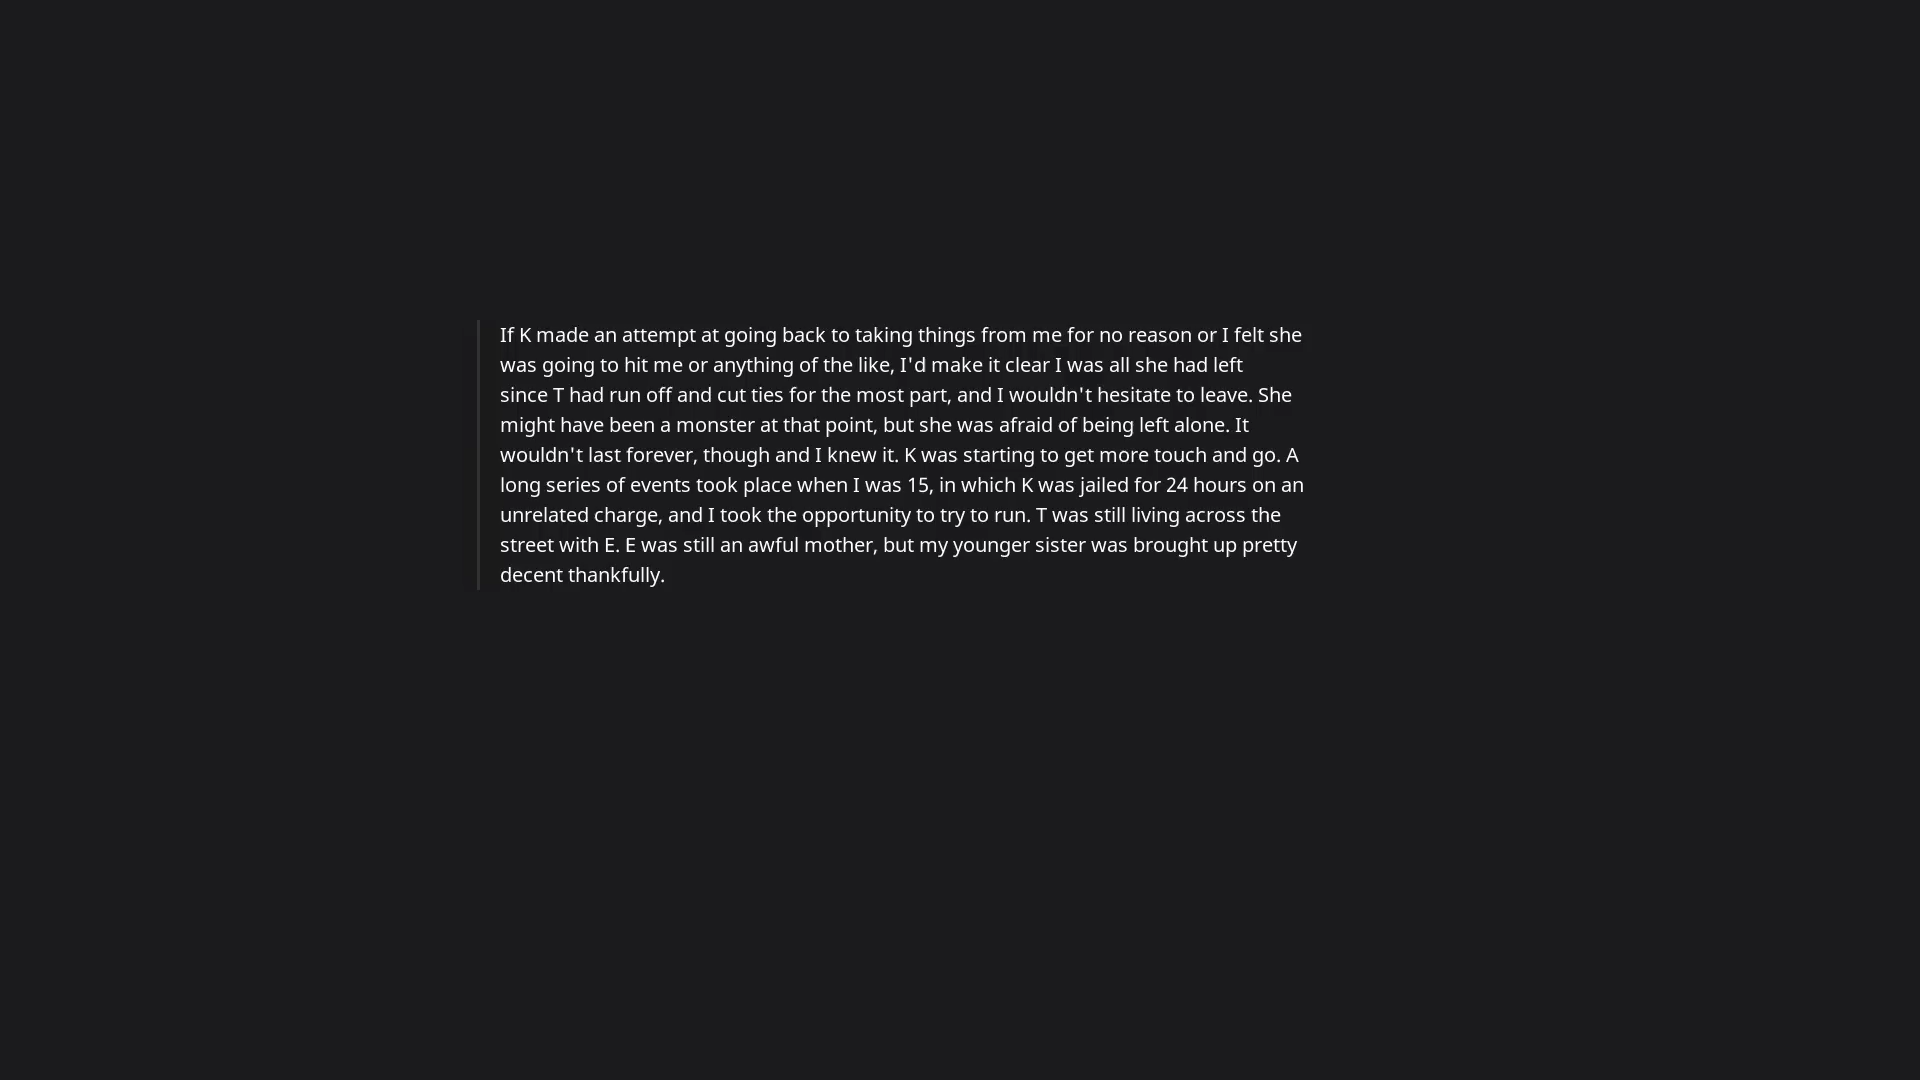 If K made an attempt at going back to taking things from me for no reason or I felt she
was going to hit me or anything of the like, I'd make it clear I was all she had left
since T had run off and cut ties for the most part, and I wouldn't hesitate to leave. She
might have been a monster at that point, but she was afraid of being left alone. It
wouldn't last forever, though and I knew it. K was starting to get more touch and go. A
long series of events took place when I was 15, in which K was jailed for 24 hours on an
unrelated charge, and I took the opportunity to try to run. T was still living across the
street with E. E was still an awful mother, but my younger sister was brought up pretty
decent thankfully.